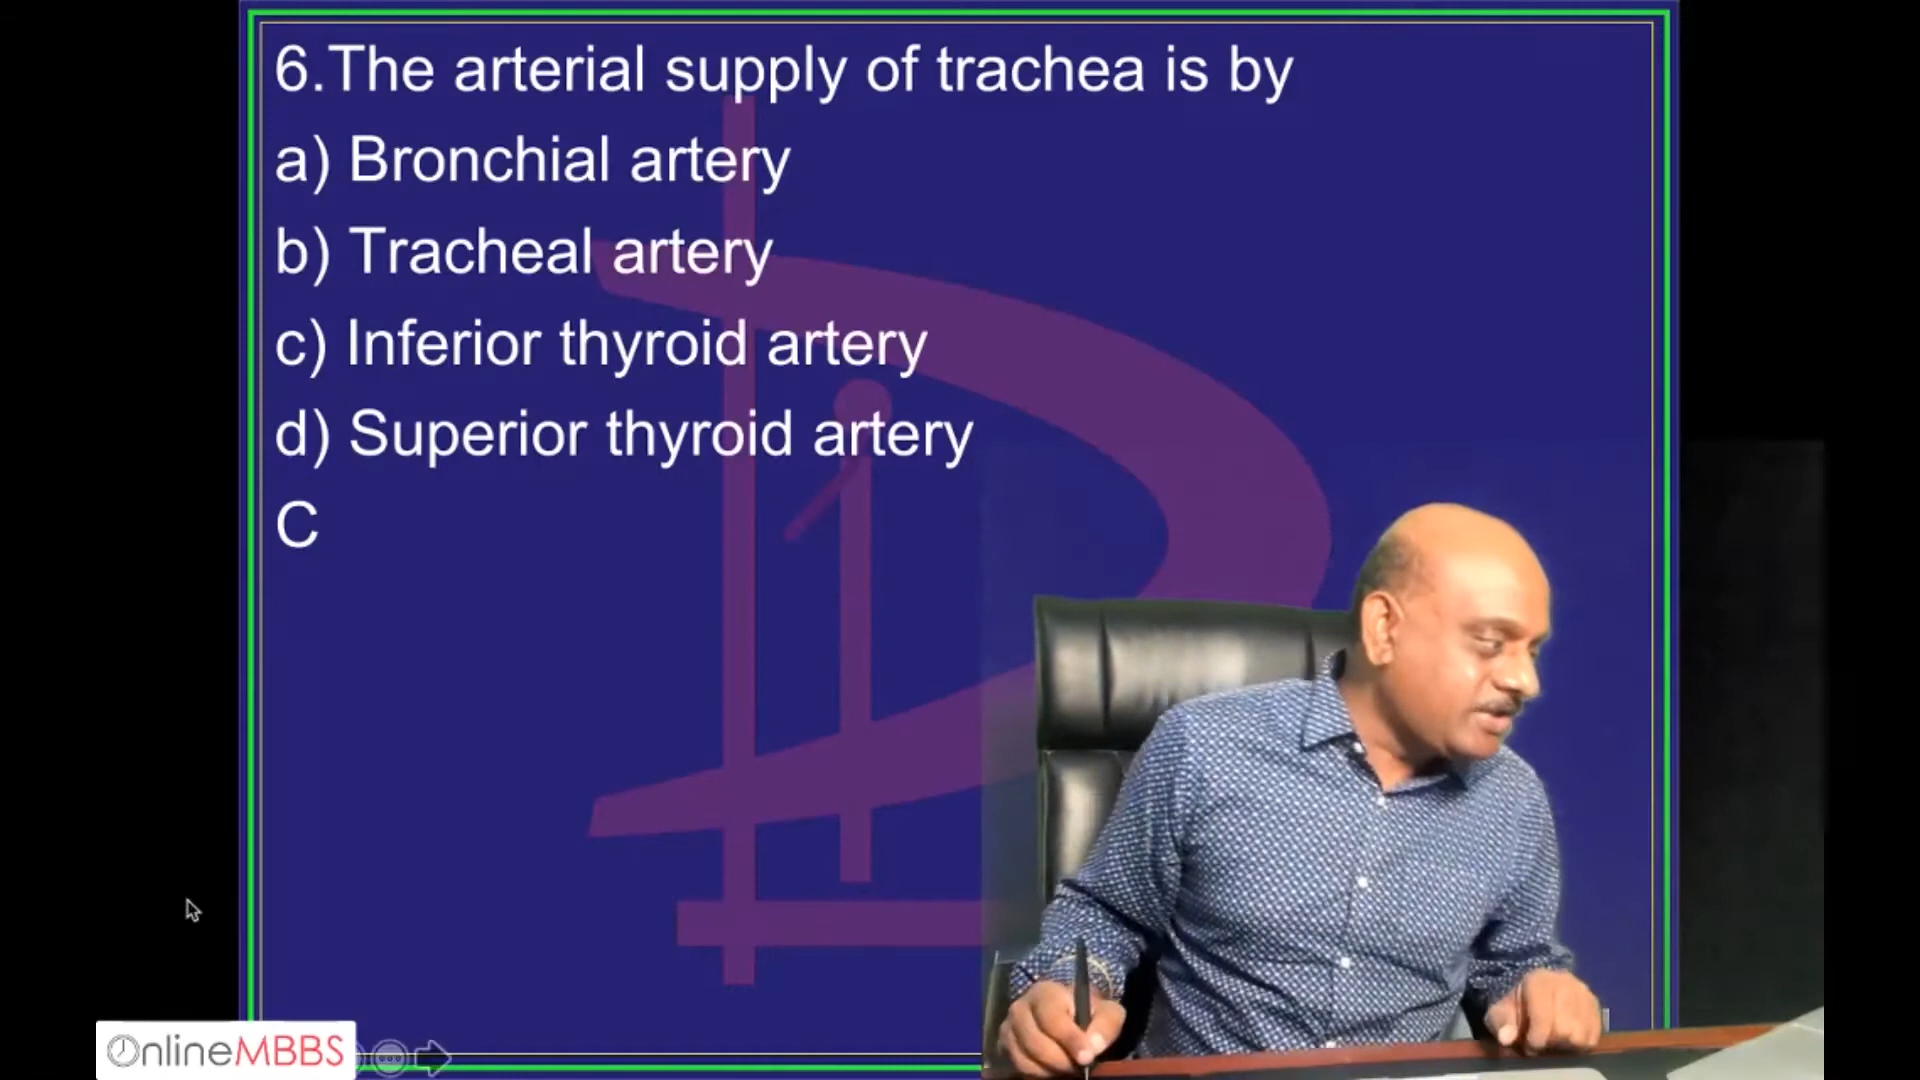 6.The arterial supply of trachea is by
a) Bronchial artery
b) Tracheal artery
c) Inferior thyroid artery
d) Superior thyroid artery
C
OnlineMBBS